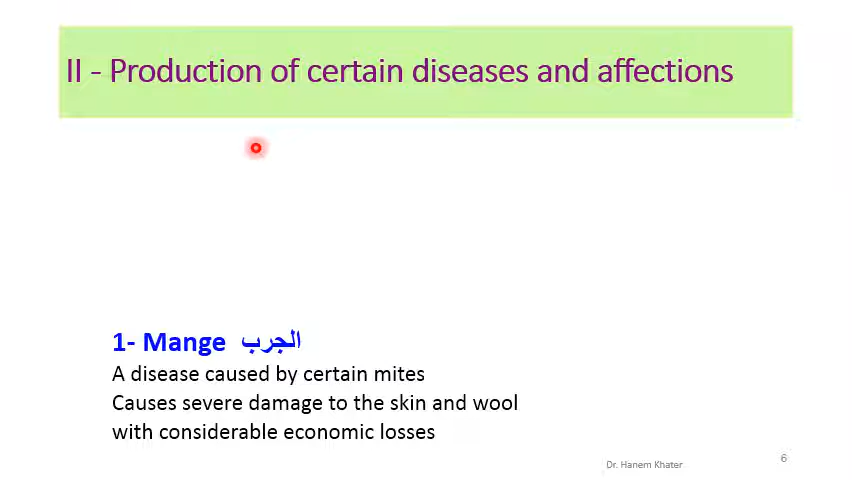 II - Production of certain diseases and affections
1- Mange الجرب
A disease caused by certain mites
Causes severe damage to the skin and wool
with considerable economic losses
Dr. Hanem Khater
6